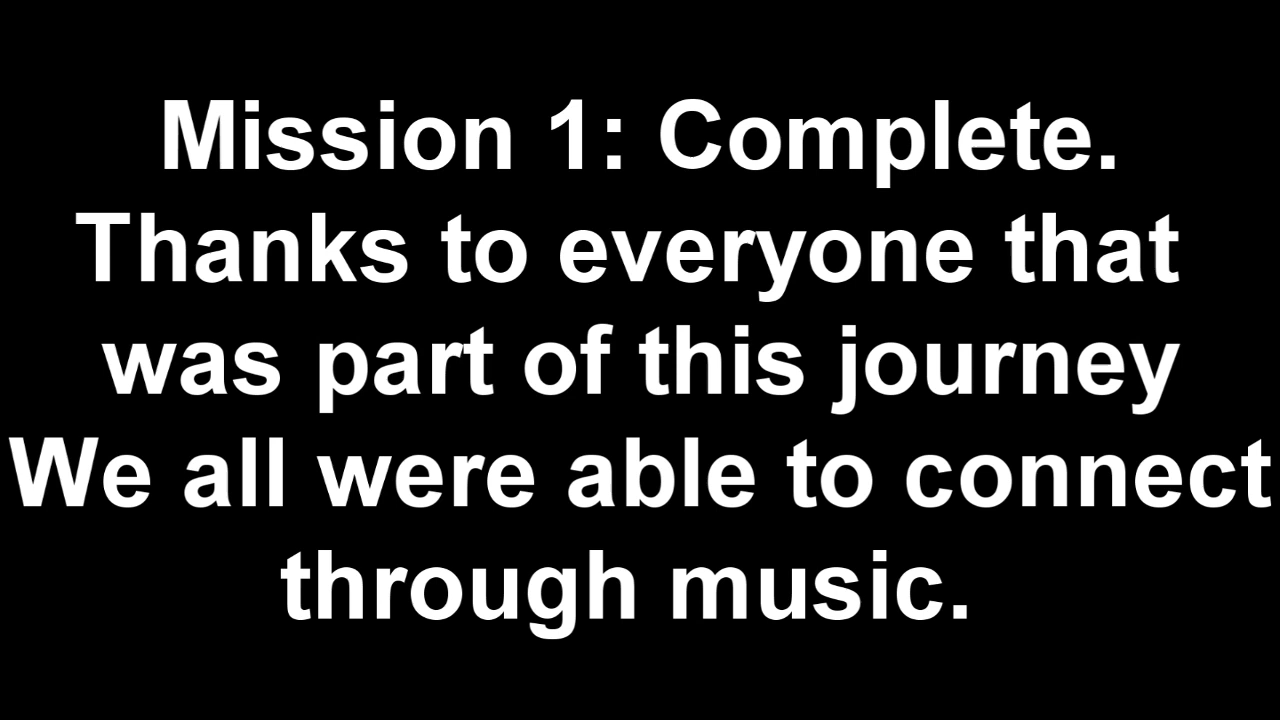 Mission 1: Complete.
Thanks to everyone that
was part of this journey
We all were able to connect
through music.